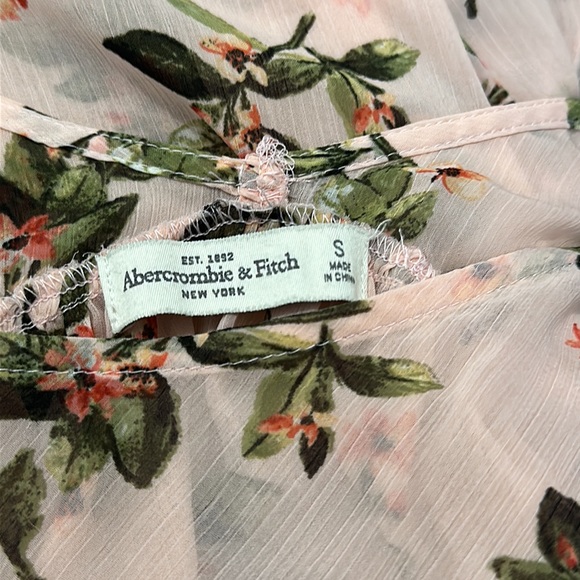 EST. 1892
Abercrombie & Fitch
NEW YORK
S
MADE
IN CHINA